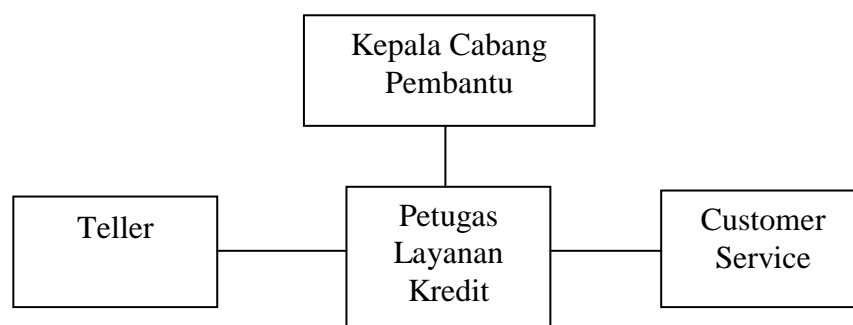 Kepala Cabang
Pembantu
Teller
Petugas
Layanan
Kredit
Customer
Service